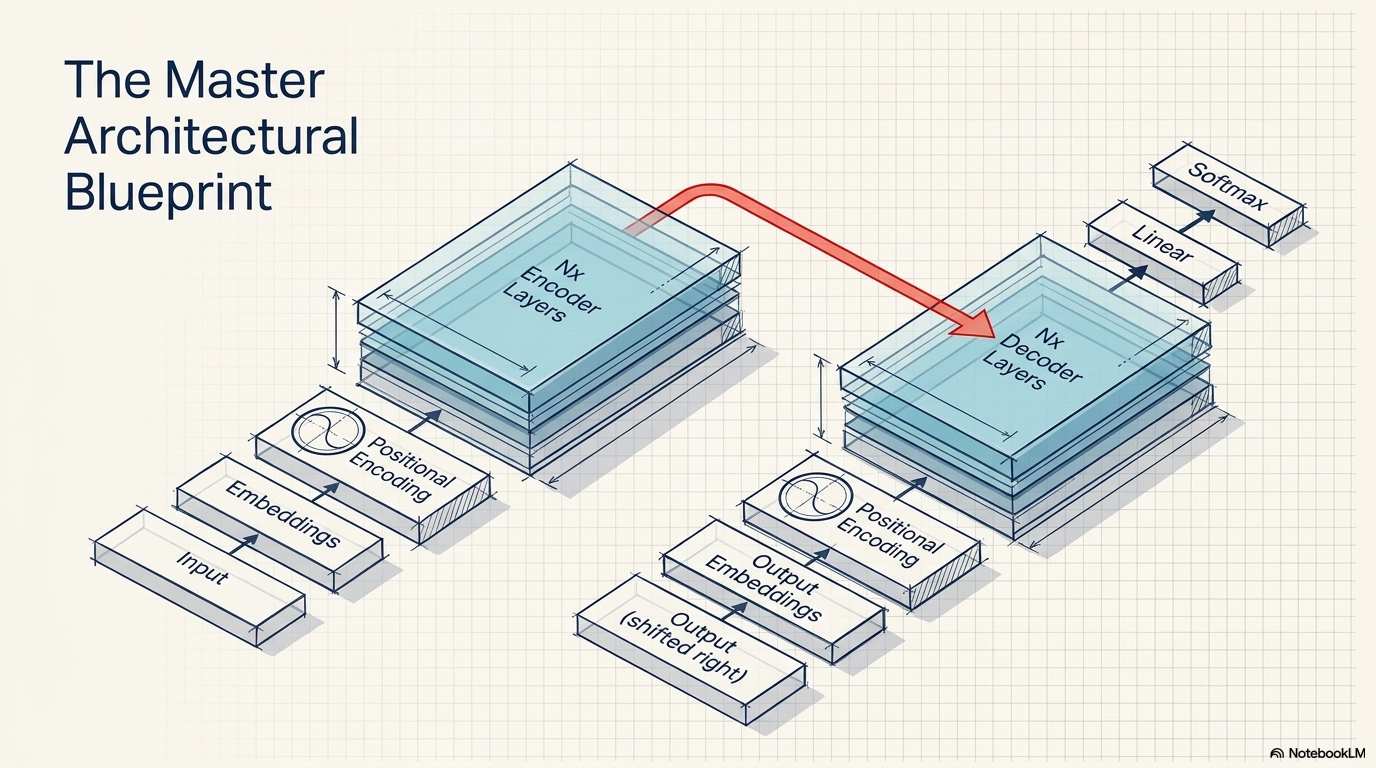 The Master
Architectural
Blueprint
Nx
Encoder
Layers
Positional
Encoding
Embeddings
Input
Softmax
Linear
Nx
Decoder
Layers
Positional
Encoding
Output
Embeddings
Output
(shifted right)
NotebookLM